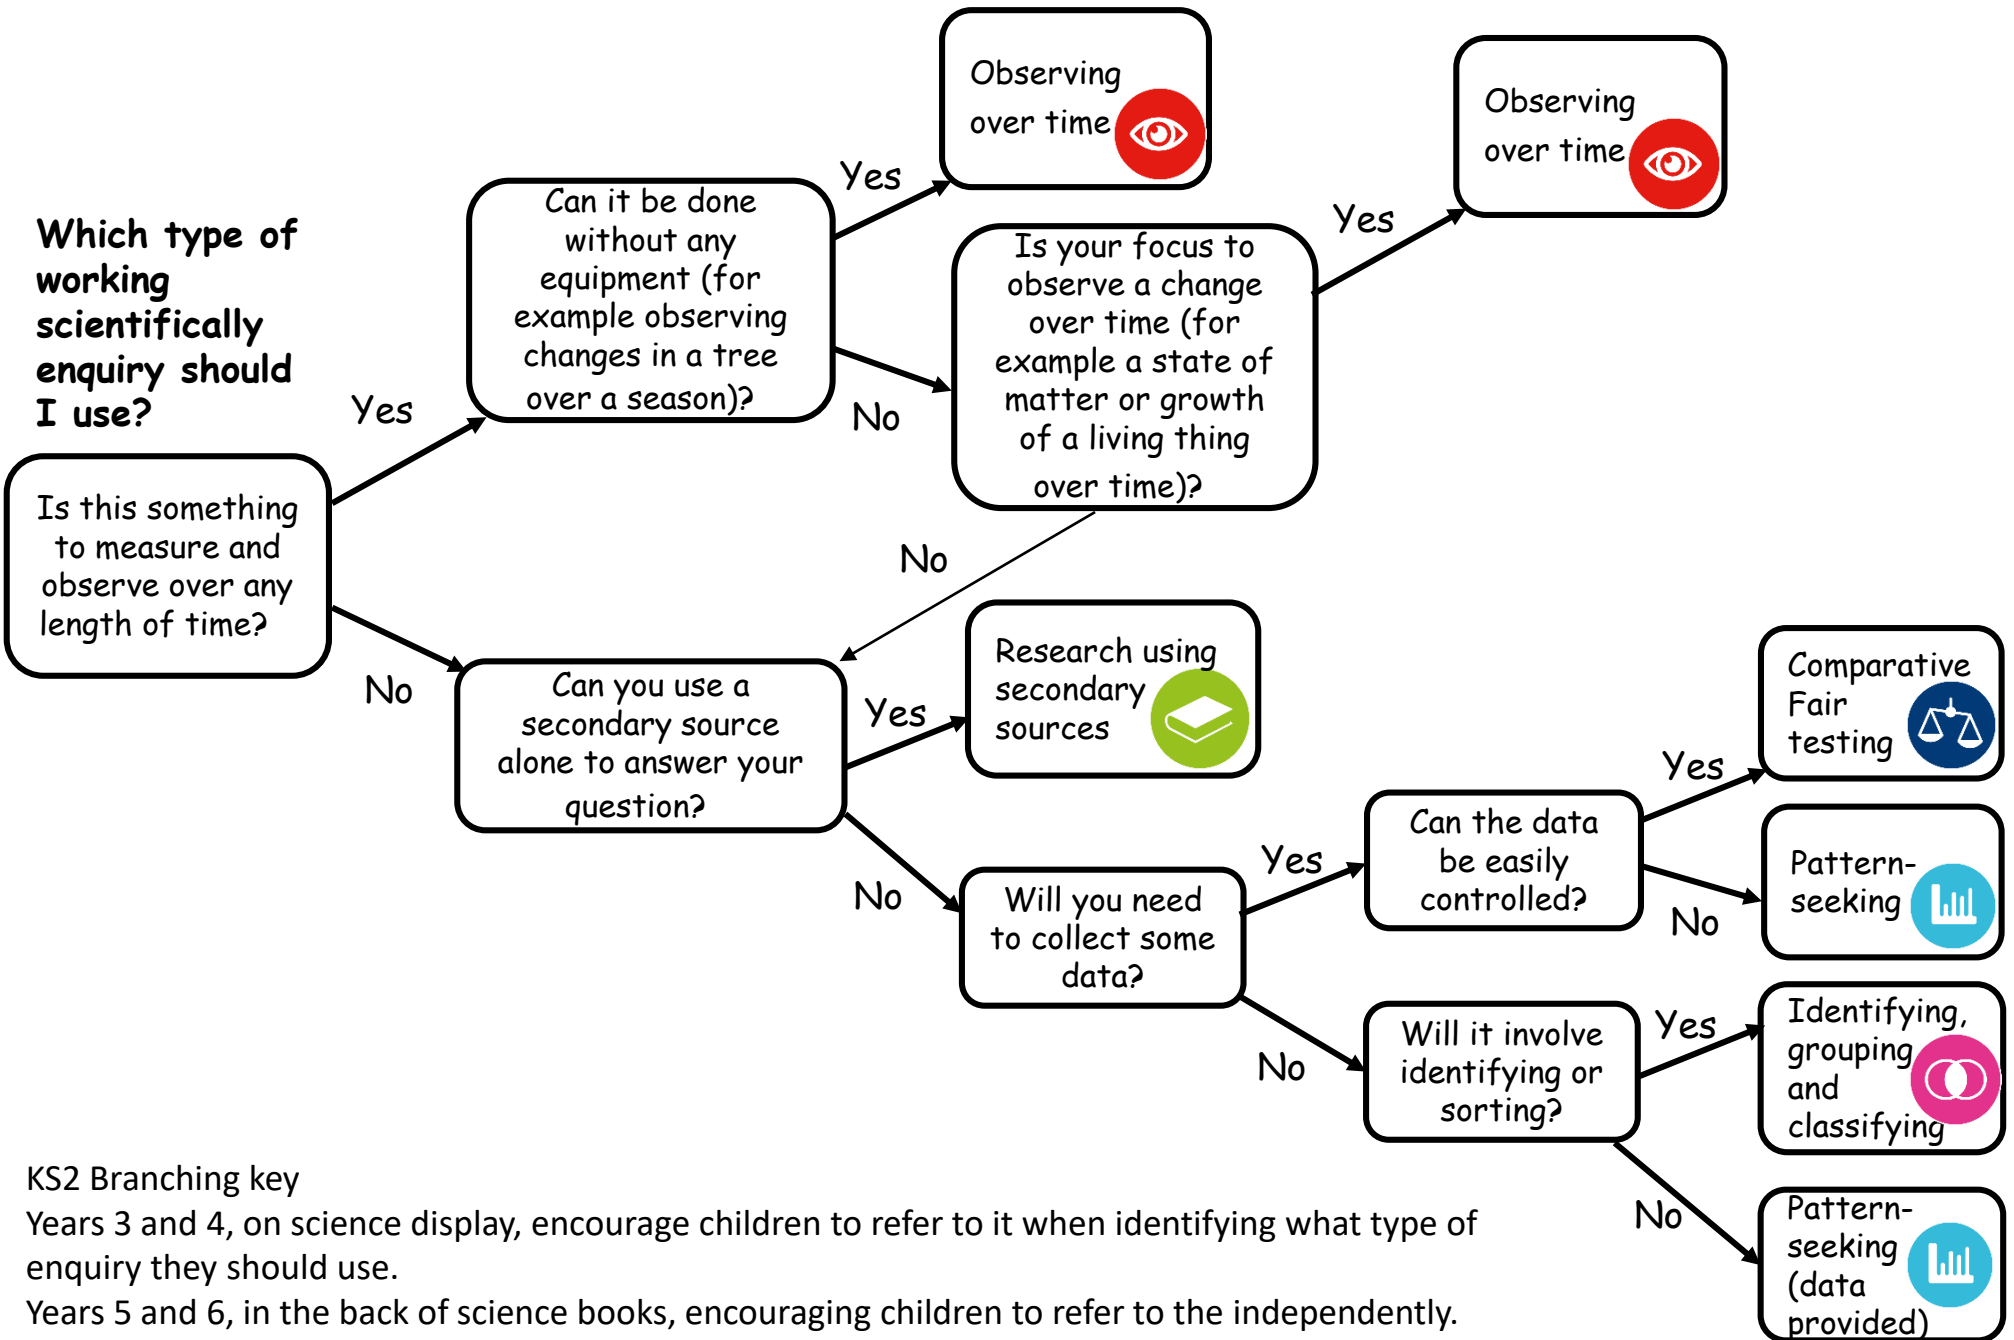 Which type of
working
scientifically
enquiry should
I use?
Is this something
to measure and
observe over any
length of time?
Yes
No
Can it be done
without any
equipment (for
example observing
changes in a tree
over a season)?
Yes
No
Observing
over time
Is your focus to
observe a change
over time (for
example a state of
matter or growth
of a living thing
over time)?
Yes
No
Observing
over time
Can you use a
secondary source
alone to answer your
question?
Yes
No
Research using
secondary
sources
Will you need
to collect some
data?
Yes
No
Can the data
be easily
controlled?
Yes
No
Comparative
Fair
testing
Pattern-
seeking
Will it involve
identifying or
sorting?
Yes
No
Identifying,
grouping
and
classifying
Pattern-
seeking
(data
provided)
KS2 Branching key
Years 3 and 4, on science display, encourage children to refer to it when identifying what type of
enquiry they should use.
Years 5 and 6, in the back of science books, encouraging children to refer to the independently.